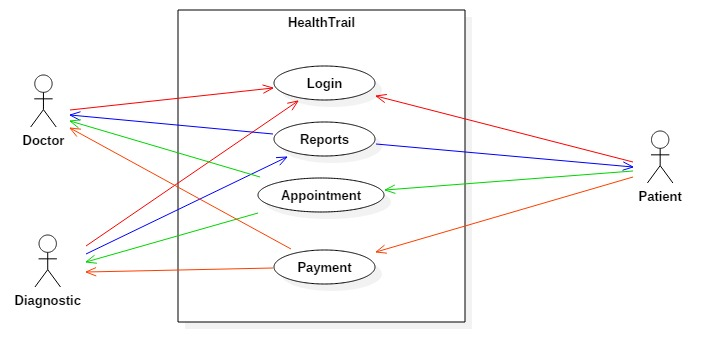 HealthTrail
Login
Reports
Doctor
Appointment
Patient
Payment
Diagnostic